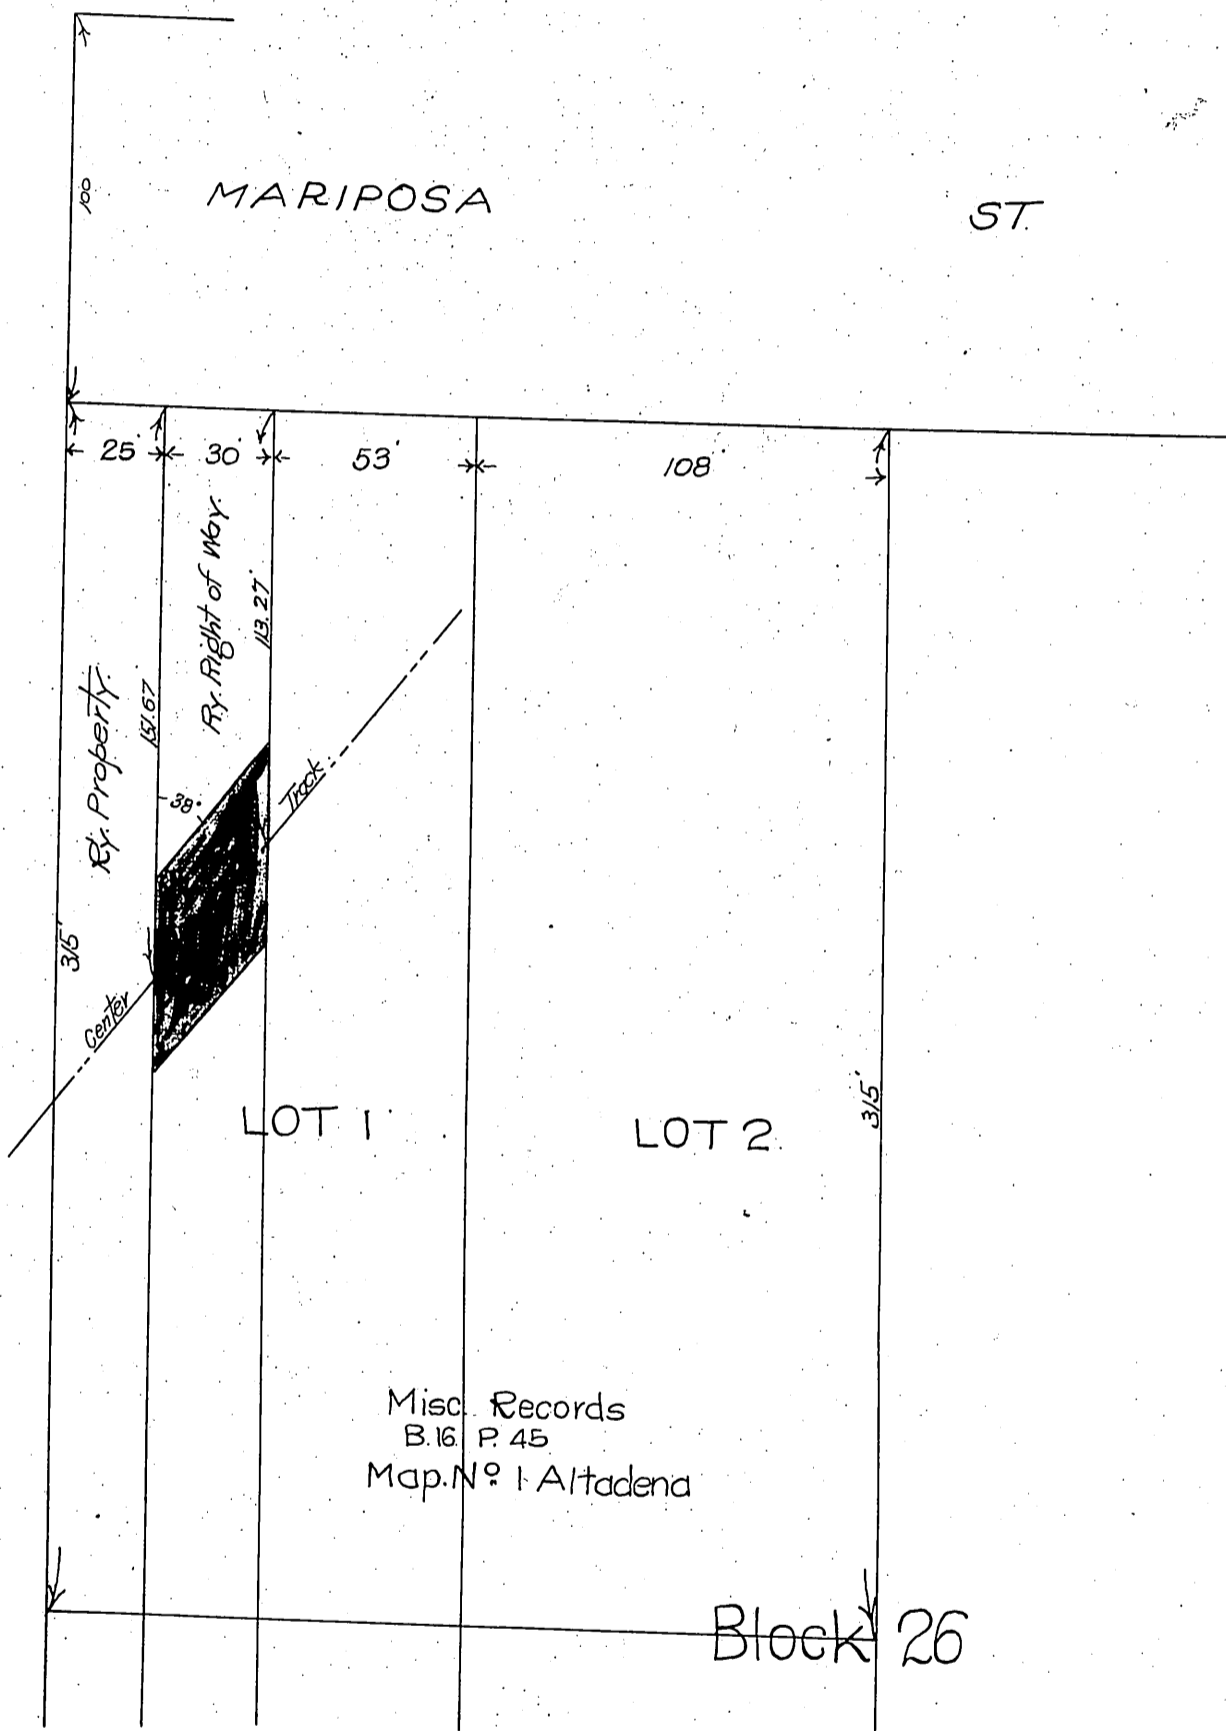 100
MARIPOSA ST.
25' 30' 53' 108'
Ry. Right of Way.
113.27'
Ry. Property.
151.67
38'
Track
315'
Center
315'
LOT 1
LOT 2
Misc. Records
B.16. P. 45
Map. Nº 1 Altadena
Block 26